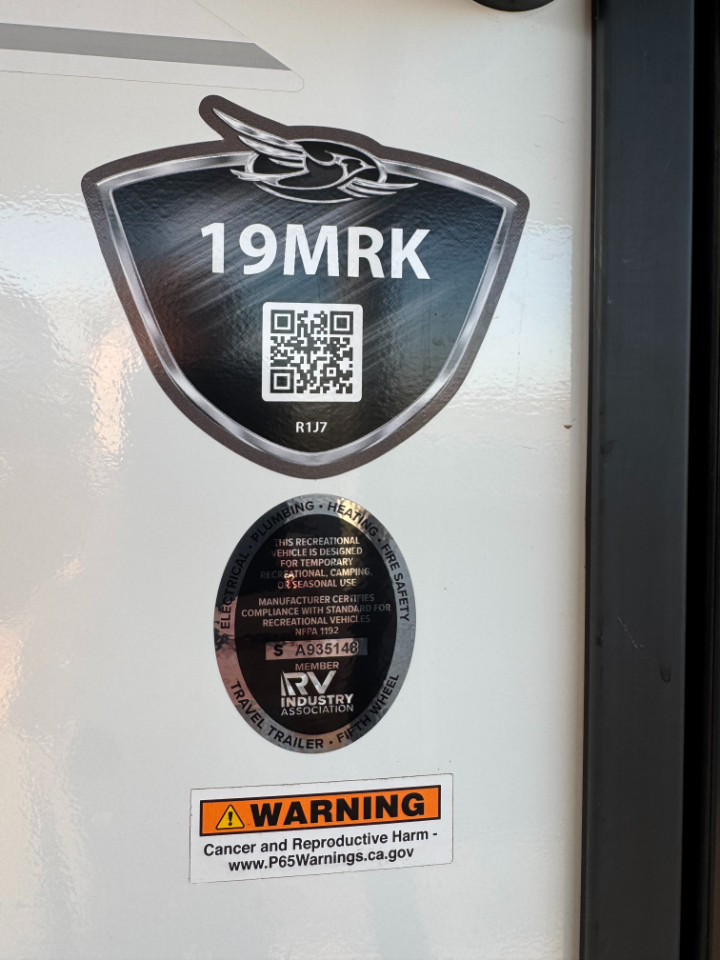 19MRK
R1J7
ELECTRICAL · PLUMBING · HEATING · FIRE SAFETY
THIS RECREATIONAL
VEHICLE IS DESIGNED
FOR TEMPORARY
RECREATIONAL, CAMPING,
OR SEASONAL USE
MANUFACTURER CERTIFIES
COMPLIANCE WITH STANDARD FOR
RECREATIONAL VEHICLES
NFPA 1192
S A935148
MEMBER
RV
INDUSTRY
ASSOCIATION
TRAVEL TRAILER · FIFTH WHEEL
WARNING
Cancer and Reproductive Harm -
www.P65Warnings.ca.gov